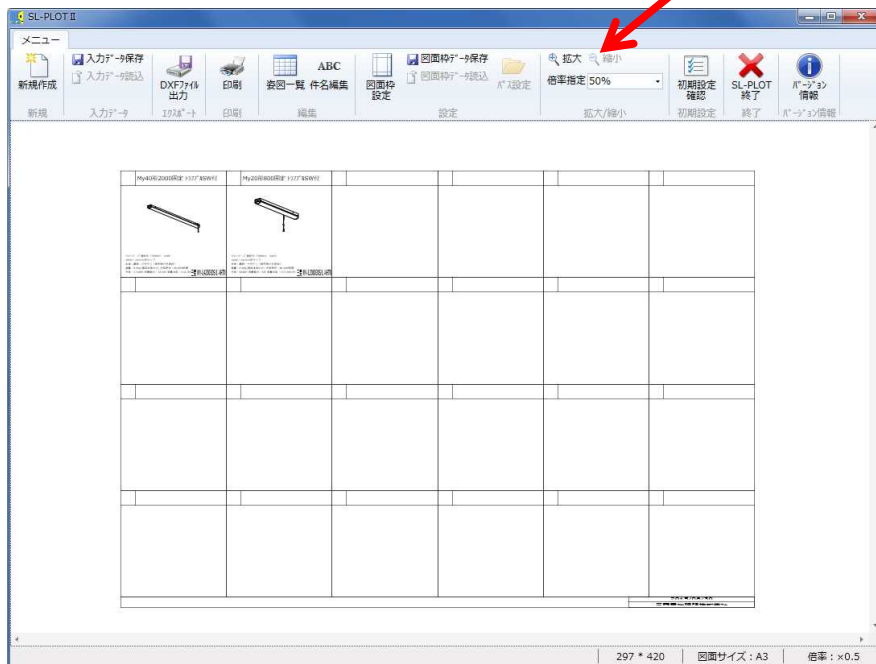 SL-PLOTⅡ
メニュー
新規作成
新規
入力ﾃﾞｰﾀ保存
入力ﾃﾞｰﾀ読込
入力ﾃﾞｰﾀ
DXFﾌｧｲﾙ
出力
ｴｸｽﾎﾟｰﾄ
印刷
印刷
姿図一覧
ABC
件名編集
編集
図面枠
設定
図面枠ﾃﾞｰﾀ保存
図面枠ﾃﾞｰﾀ読込
ﾊﾟｽ設定
設定
拡大
縮小
倍率指定 50%
拡大/縮小
初期設定
確認
初期設定
SL-PLOT
終了
終了
ﾊﾞｰｼﾞｮﾝ
情報
ﾊﾞｰｼﾞｮﾝ情報
297 * 420
図面サイズ：A3
倍率：×0.5